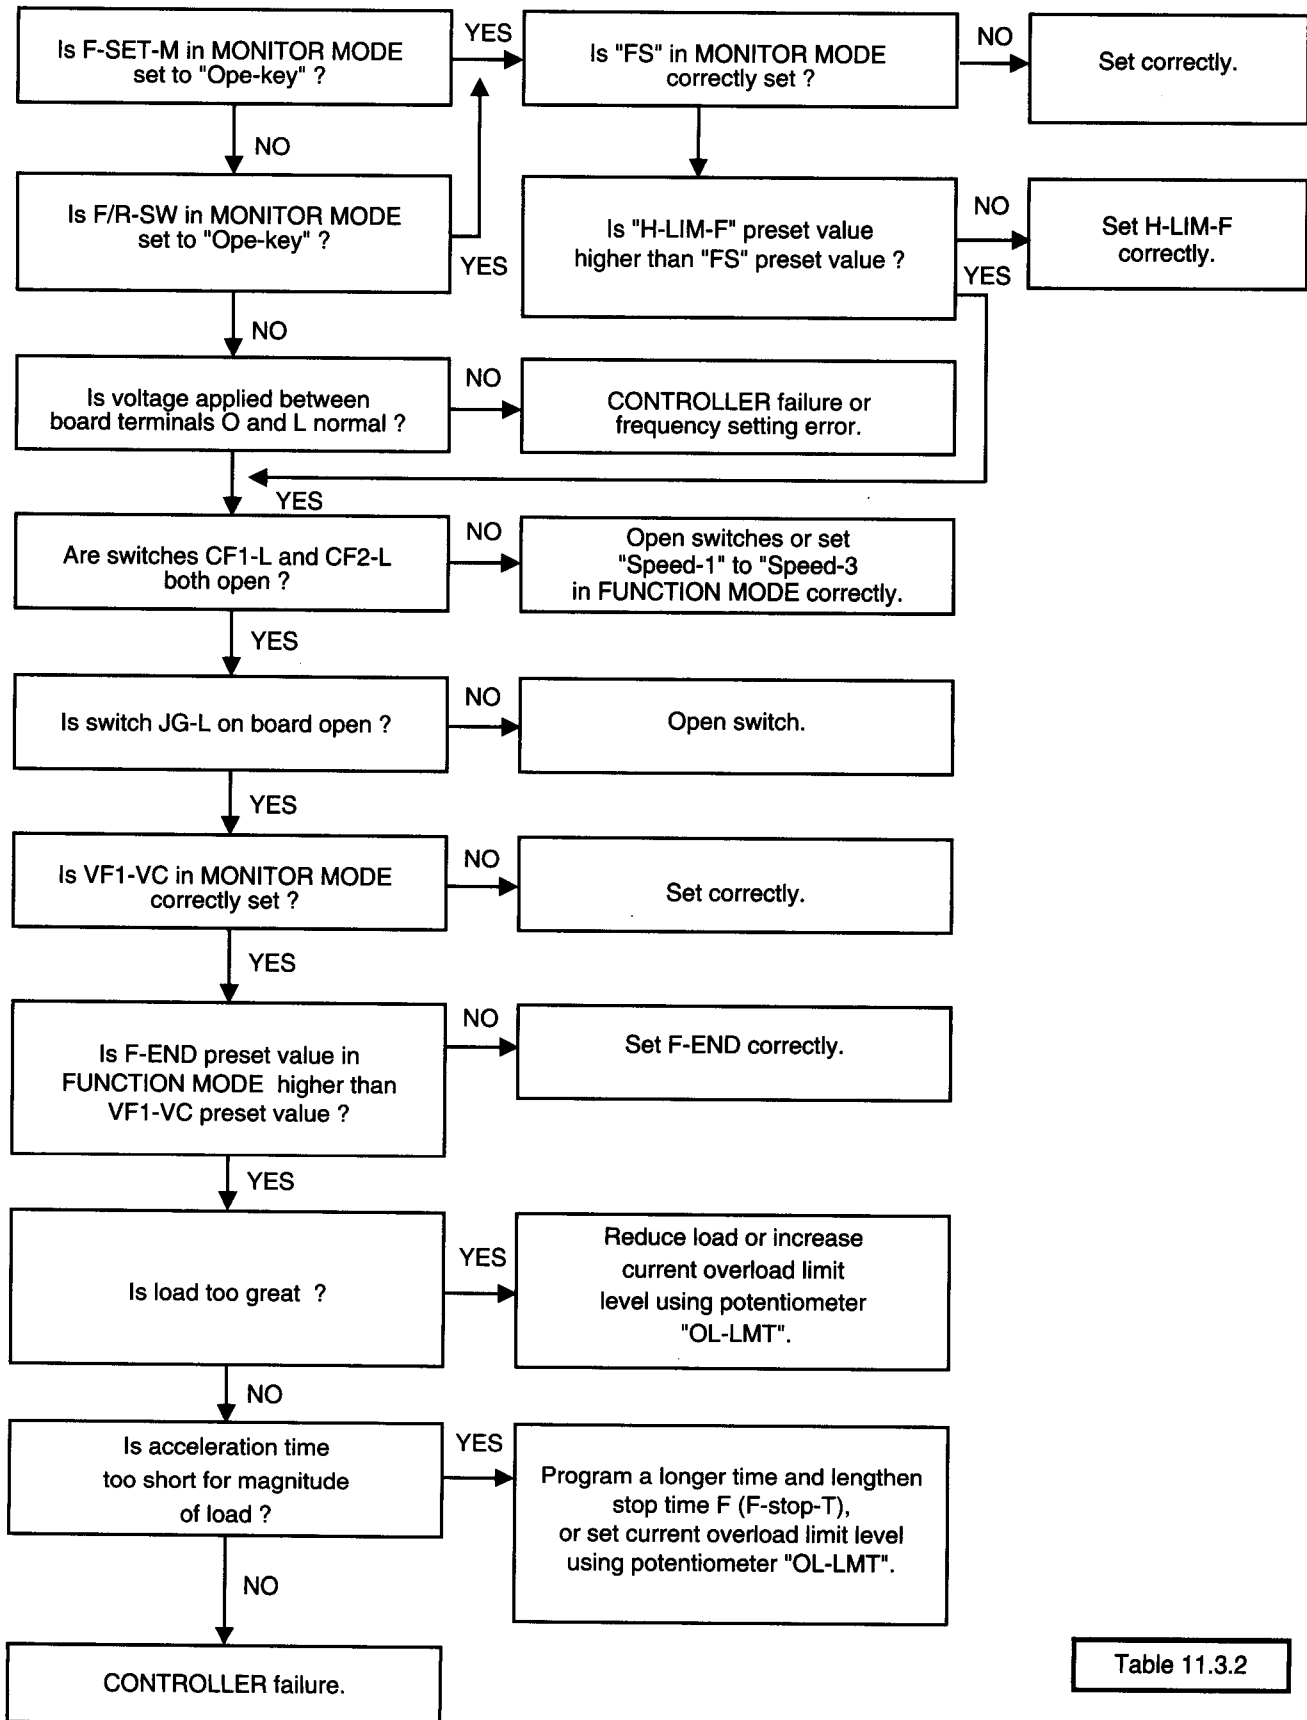 Is F-SET-M in MONITOR MODE
set to "Ope-key" ?
YES
Is "FS" in MONITOR MODE
correctly set ?
NO
Set correctly.
NO
Is F/R-SW in MONITOR MODE
set to "Ope-key" ?
YES
Is "H-LIM-F" preset value
higher than "FS" preset value ?
NO
YES
Set H-LIM-F
correctly.
NO
Is voltage applied between
board terminals O and L normal ?
NO
CONTROLLER failure or
frequency setting error.
YES
Are switches CF1-L and CF2-L
both open ?
NO
Open switches or set
"Speed-1" to "Speed-3
in FUNCTION MODE correctly.
YES
Is switch JG-L on board open ?
NO
Open switch.
YES
Is VF1-VC in MONITOR MODE
correctly set ?
NO
Set correctly.
YES
Is F-END preset value in
FUNCTION MODE higher than
VF1-VC preset value ?
NO
Set F-END correctly.
YES
Is load too great ?
YES
Reduce load or increase
current overload limit
level using potentiometer
"OL-LMT".
NO
Is acceleration time
too short for magnitude
of load ?
YES
Program a longer time and lengthen
stop time F (F-stop-T),
or set current overload limit level
using potentiometer "OL-LMT".
NO
CONTROLLER failure.
Table 11.3.2